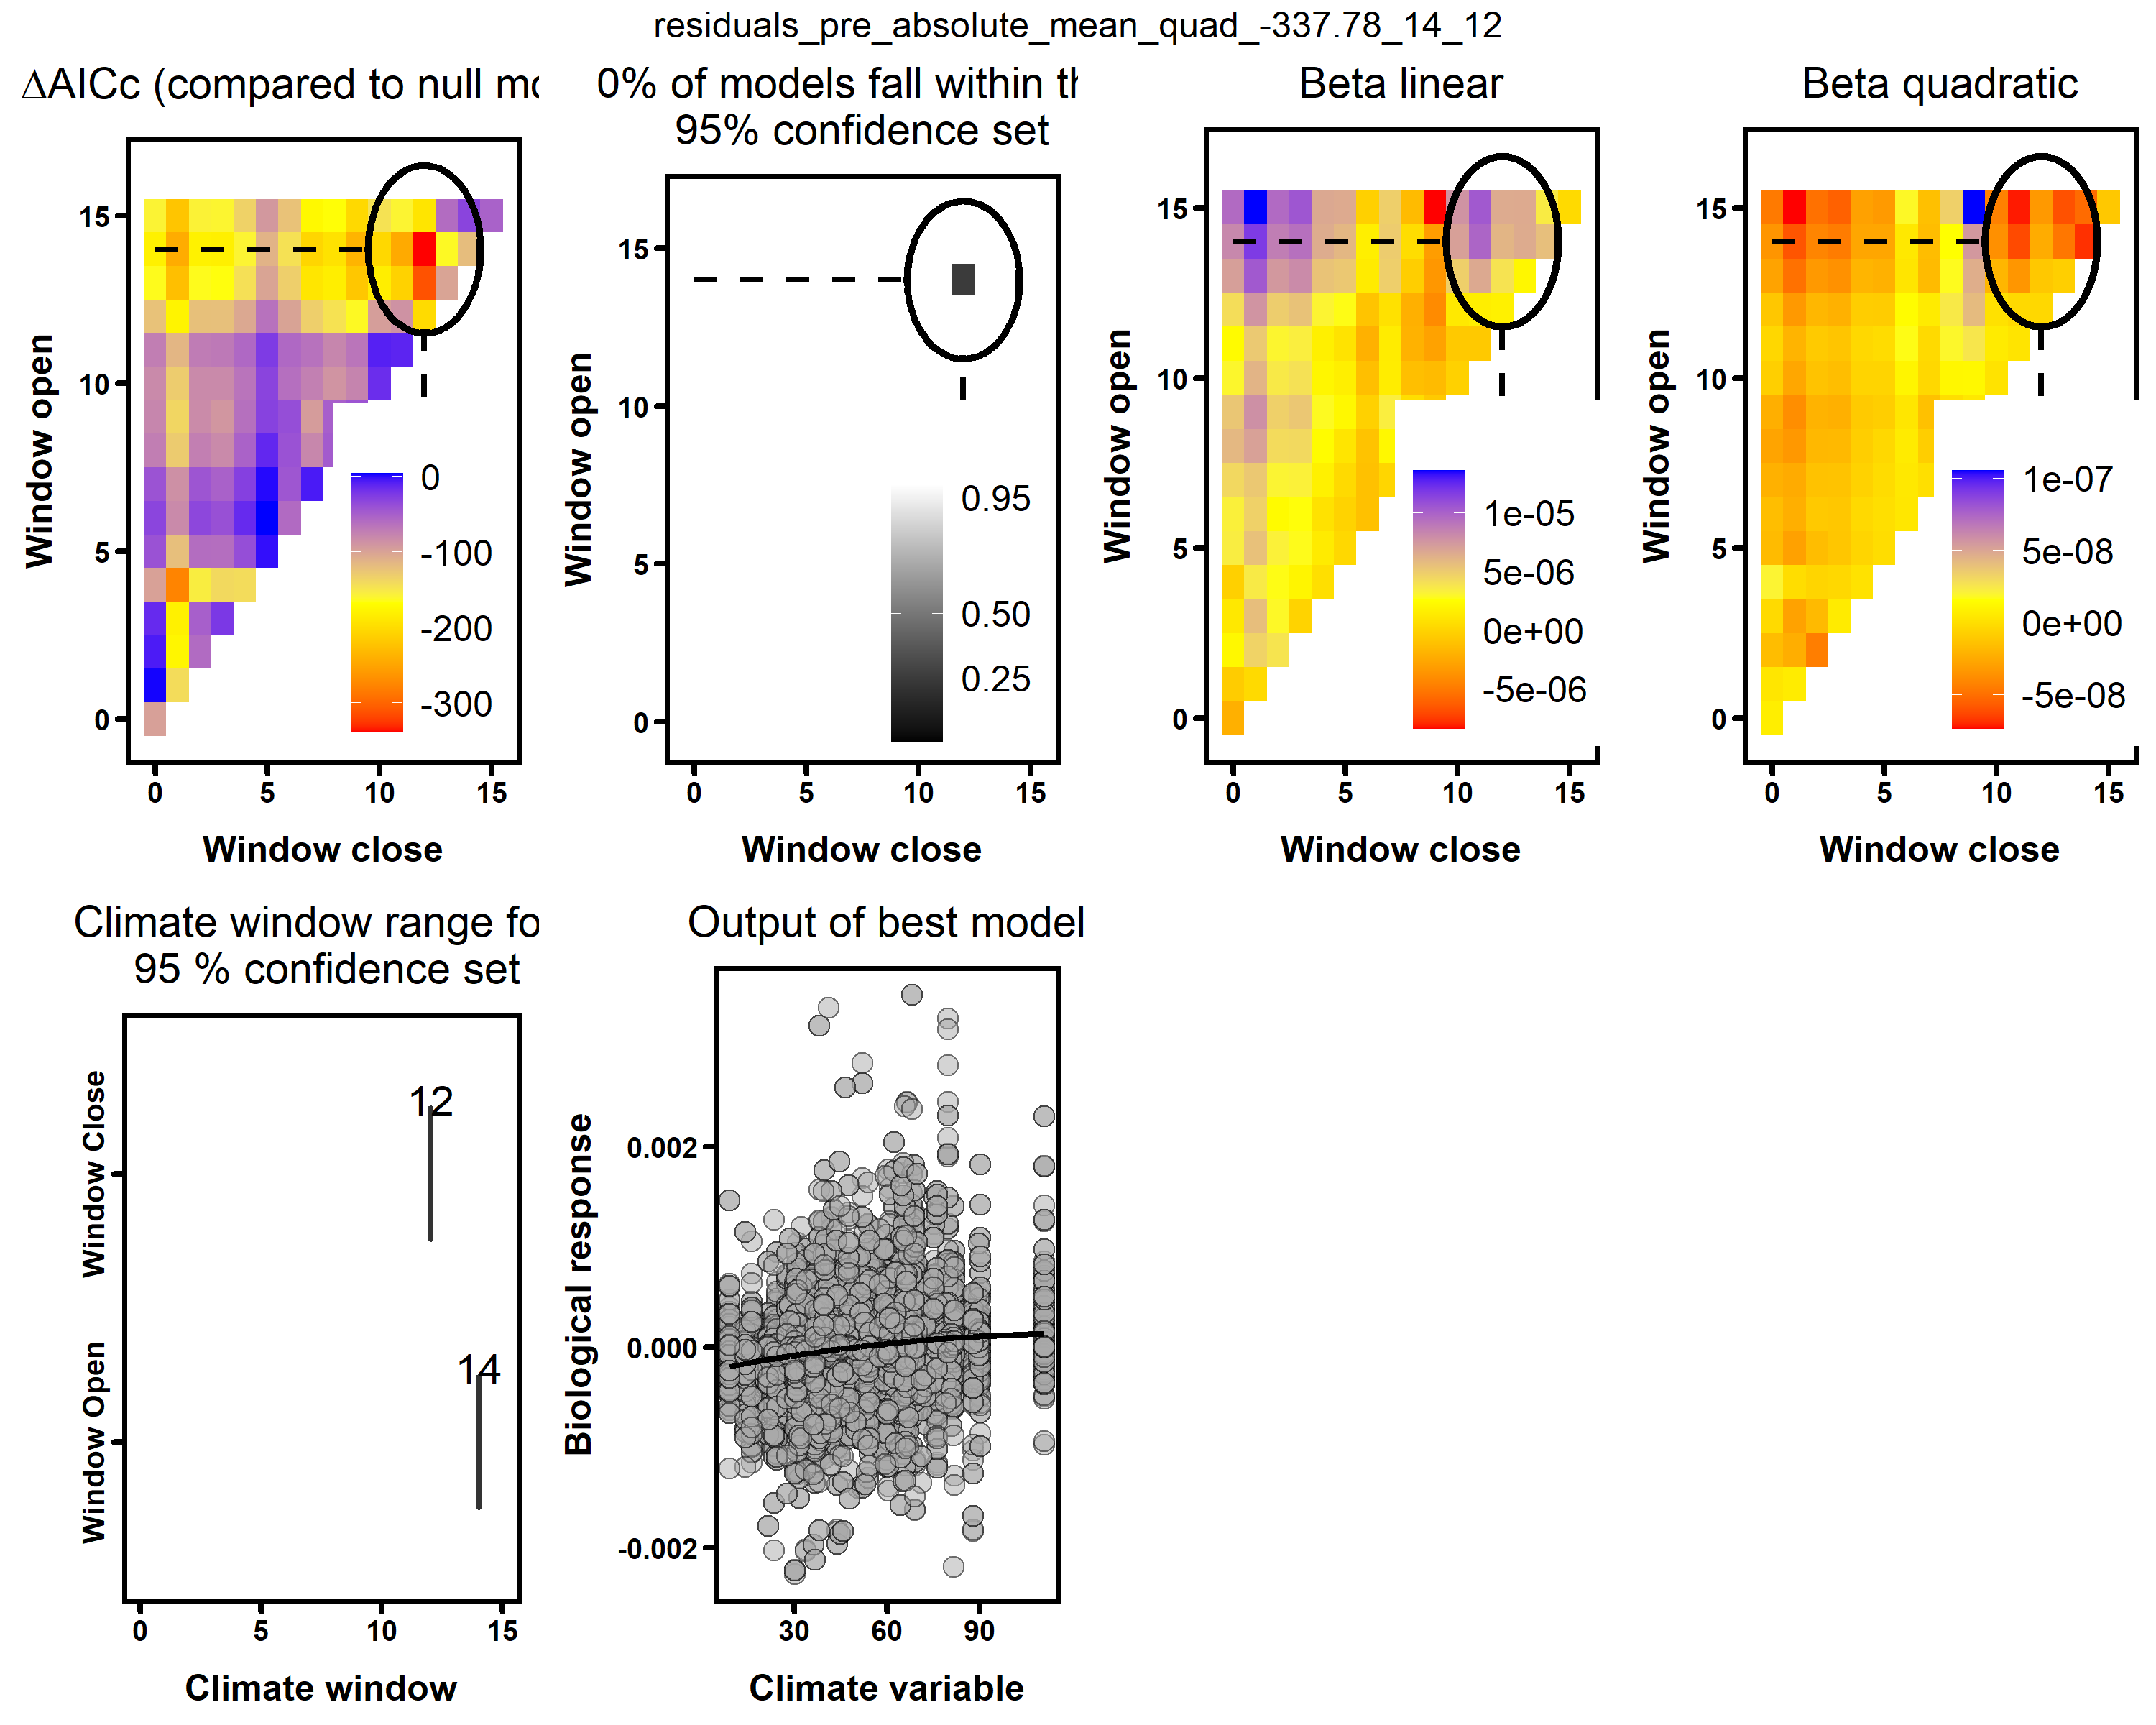 residuals_pre_absolute_mean_quad_-337.78_14_12
ΔAICc (compared to null mo
Window open
15
10
5
0
0
-100
-200
-300
0 5 10 15
Window close
0% of models fall within th
95% confidence set
Window open
15
10
5
0
0.95
0.50
0.25
0 5 10 15
Window close
Beta linear
Window open
15
10
5
0
1e-05
5e-06
0e+00
-5e-06
0 5 10 15
Window close
Beta quadratic
Window open
15
10
5
0
1e-07
5e-08
0e+00
-5e-08
0 5 10 15
Window close
Climate window range fo
95 % confidence set
Window Close
Window Open
12
14
0 5 10 15
Climate window
Output of best model
Biological response
0.002
0.000
-0.002
30 60 90
Climate variable